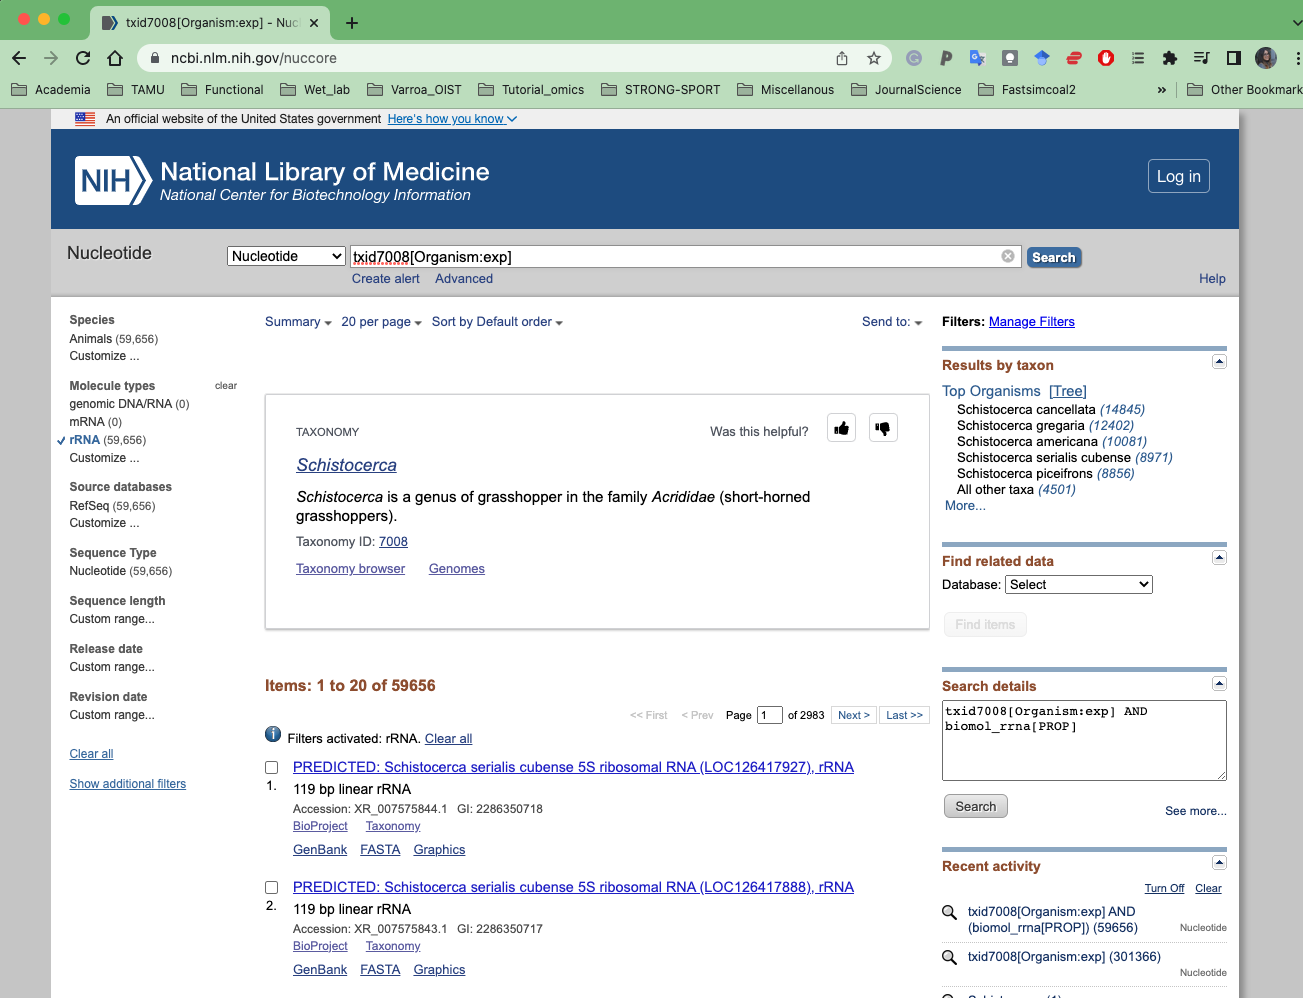 txid7008[Organism:exp] - Nucl
ncbi.nlm.nih.gov/nuccore
Academia TAMU Functional Wet_lab Varroa_OIST Tutorial_omics STRONG-SPORT Miscellanous JournalScience Fastsimcoal2 » Other Bookmark
An official website of the United States government Here's how you know
NIH National Library of Medicine
National Center for Biotechnology Information
Log in
Nucleotide Nucleotide txid7008[Organism:exp] Search
Create alert Advanced Help
Species
Animals (59,656)
Customize ...
Molecule types clear
genomic DNA/RNA (0)
mRNA (0)
rRNA (59,656)
Customize ...
Source databases
RefSeq (59,656)
Customize ...
Sequence Type
Nucleotide (59,656)
Sequence length
Custom range...
Release date
Custom range...
Revision date
Custom range...
Clear all
Show additional filters
Summary 20 per page Sort by Default order Send to:
TAXONOMY Was this helpful?
Schistocerca
Schistocerca is a genus of grasshopper in the family Acrididae (short-horned
grasshoppers).
Taxonomy ID: 7008
Taxonomy browser Genomes
Items: 1 to 20 of 59656
<< First < Prev Page 1 of 2983 Next > Last >>
Filters activated: rRNA. Clear all
PREDICTED: Schistocerca serialis cubense 5S ribosomal RNA (LOC126417927), rRNA
1. 119 bp linear rRNA
Accession: XR_007575844.1 GI: 2286350718
BioProject Taxonomy
GenBank FASTA Graphics
PREDICTED: Schistocerca serialis cubense 5S ribosomal RNA (LOC126417888), rRNA
2. 119 bp linear rRNA
Accession: XR_007575843.1 GI: 2286350717
BioProject Taxonomy
GenBank FASTA Graphics
Filters: Manage Filters
Results by taxon
Top Organisms [Tree]
Schistocerca cancellata (14845)
Schistocerca gregaria (12402)
Schistocerca americana (10081)
Schistocerca serialis cubense (8971)
Schistocerca piceifrons (8856)
All other taxa (4501)
More...
Find related data
Database: Select
Find items
Search details
txid7008[Organism:exp] AND
biomol_rrna[PROP]
Search See more...
Recent activity
Turn Off Clear
txid7008[Organism:exp] AND
(biomol_rrna[PROP]) (59656) Nucleotide
txid7008[Organism:exp] (301366)
Nucleotide